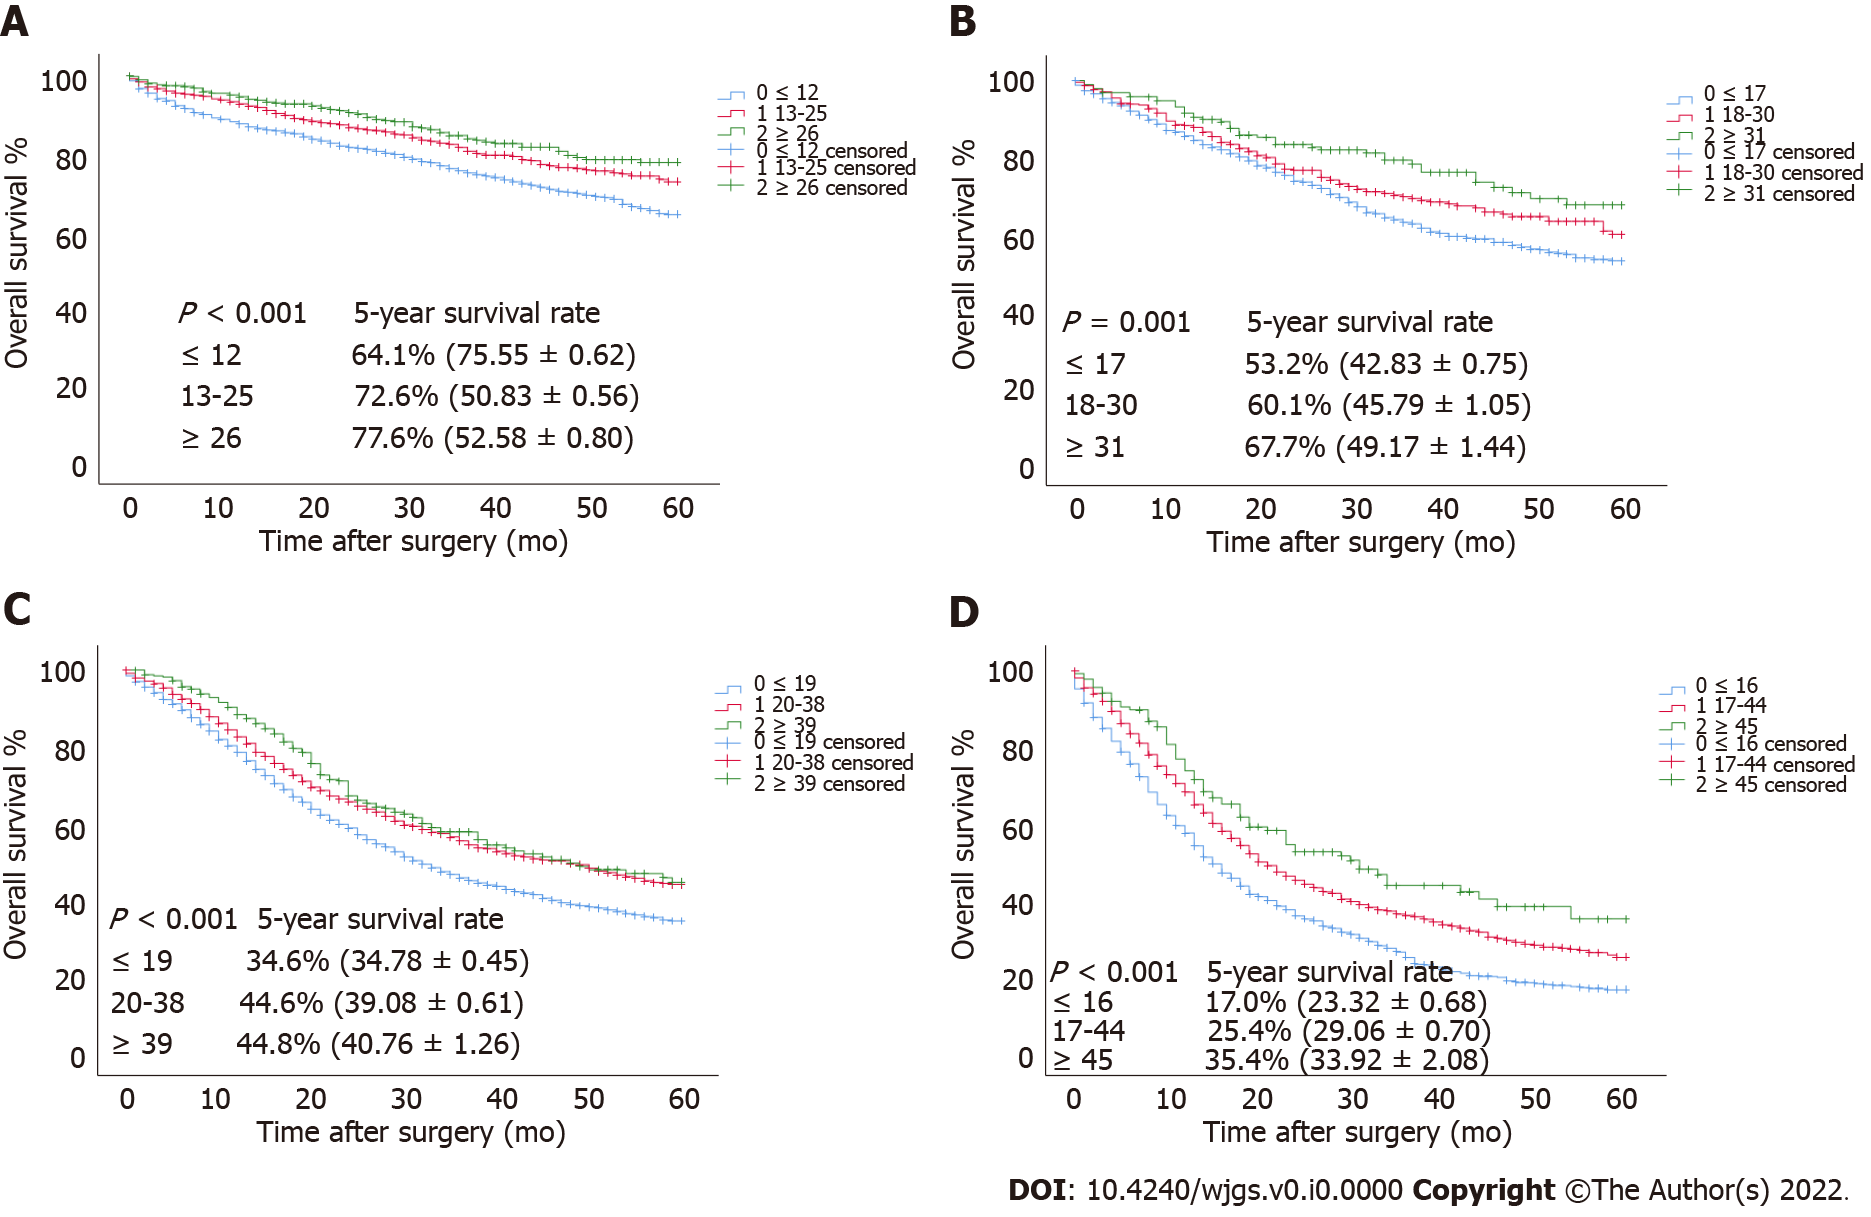 A
Overall survival %
100
80
60
40
20
0
0 10 20 30 40 50 60
Time after surgery (mo)
0 ≤ 12
1 13-25
2 ≥ 26
0 ≤ 12 censored
1 13-25 censored
2 ≥ 26 censored
P < 0.001 5-year survival rate
≤ 12 64.1% (75.55 ± 0.62)
13-25 72.6% (50.83 ± 0.56)
≥ 26 77.6% (52.58 ± 0.80)
B
Overall survival %
100
80
60
40
20
0
0 10 20 30 40 50 60
Time after surgery (mo)
0 ≤ 17
1 18-30
2 ≥ 31
0 ≤ 17 censored
1 18-30 censored
2 ≥ 31 censored
P = 0.001 5-year survival rate
≤ 17 53.2% (42.83 ± 0.75)
18-30 60.1% (45.79 ± 1.05)
≥ 31 67.7% (49.17 ± 1.44)
C
Overall survival %
100
80
60
40
20
0
0 10 20 30 40 50 60
Time after surgery (mo)
0 ≤ 19
1 20-38
2 ≥ 39
0 ≤ 19 censored
1 20-38 censored
2 ≥ 39 censored
P < 0.001 5-year survival rate
≤ 19 34.6% (34.78 ± 0.45)
20-38 44.6% (39.08 ± 0.61)
≥ 39 44.8% (40.76 ± 1.26)
D
Overall survival %
100
80
60
40
20
0
0 10 20 30 40 50 60
Time after surgery (mo)
0 ≤ 16
1 17-44
2 ≥ 45
0 ≤ 16 censored
1 17-44 censored
2 ≥ 45 censored
P < 0.001 5-year survival rate
≤ 16 17.0% (23.32 ± 0.68)
17-44 25.4% (29.06 ± 0.70)
≥ 45 35.4% (33.92 ± 2.08)
DOI: 10.4240/wjgs.v0.i0.0000 Copyright ©The Author(s) 2022.